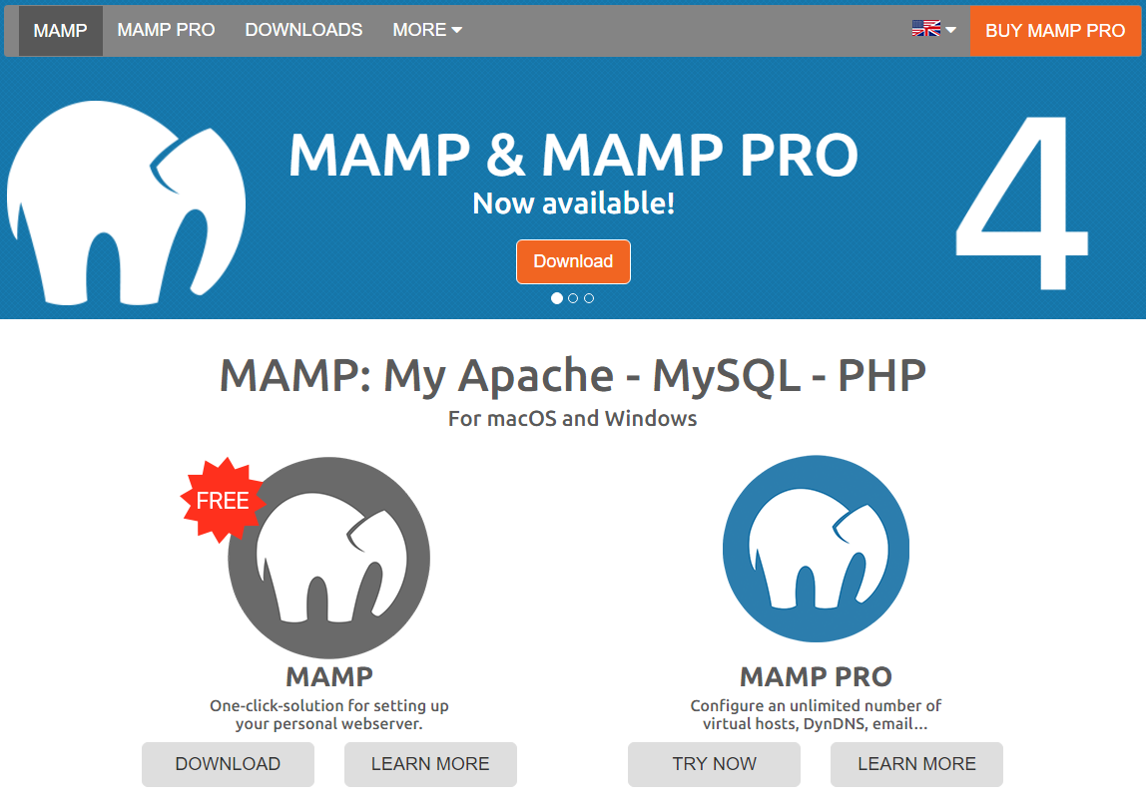 MAMP MAMP PRO DOWNLOADS MORE BUY MAMP PRO
MAMP & MAMP PRO
Now available!
4
Download
MAMP: My Apache - MySQL - PHP
For macOS and Windows
FREE
MAMP
One-click-solution for setting up
your personal webserver.
DOWNLOAD LEARN MORE
MAMP PRO
Configure an unlimited number of
virtual hosts, DynDNS, email...
TRY NOW LEARN MORE